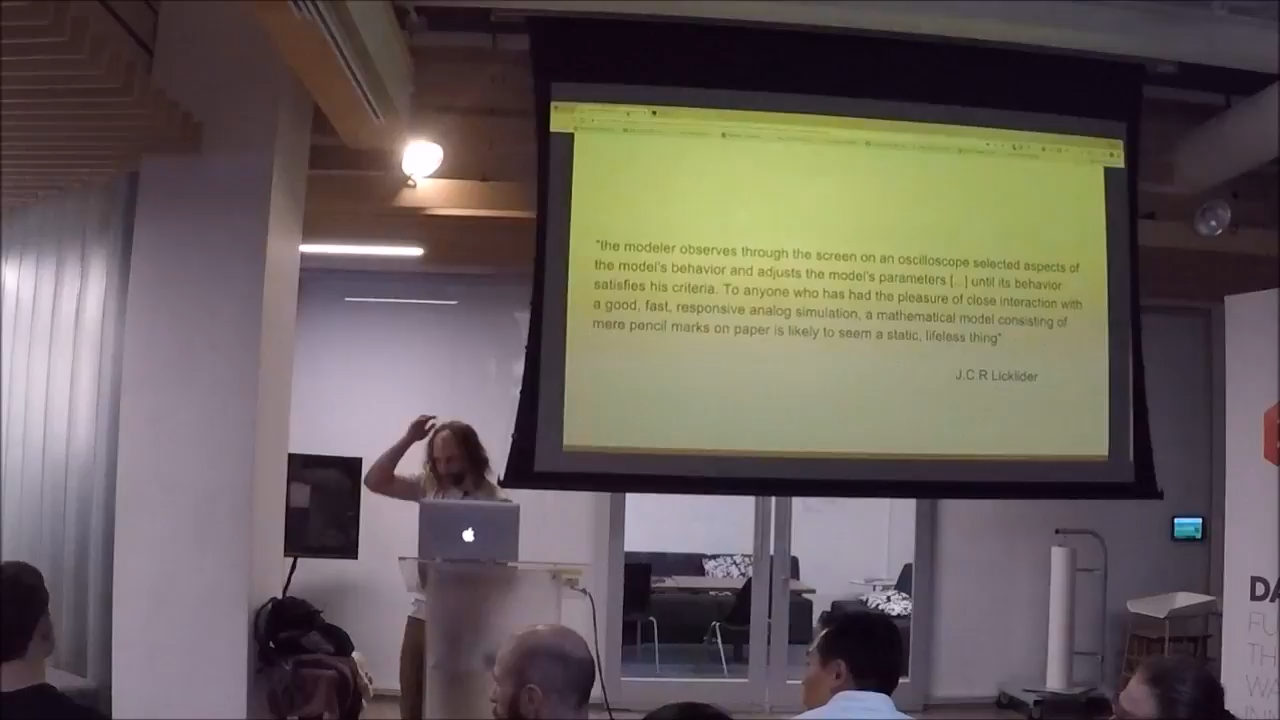 "the modeler observes through the screen on an oscilloscope selected aspects of
the model's behavior and adjusts the model's parameters [...] until its behavior
satisfies his criteria. To anyone who has had the pleasure of close interaction with
a good, fast, responsive analog simulation, a mathematical model consisting of
mere pencil marks on paper is likely to seem a static, lifeless thing"
J.C R Licklider
DA
FU
TH
WA